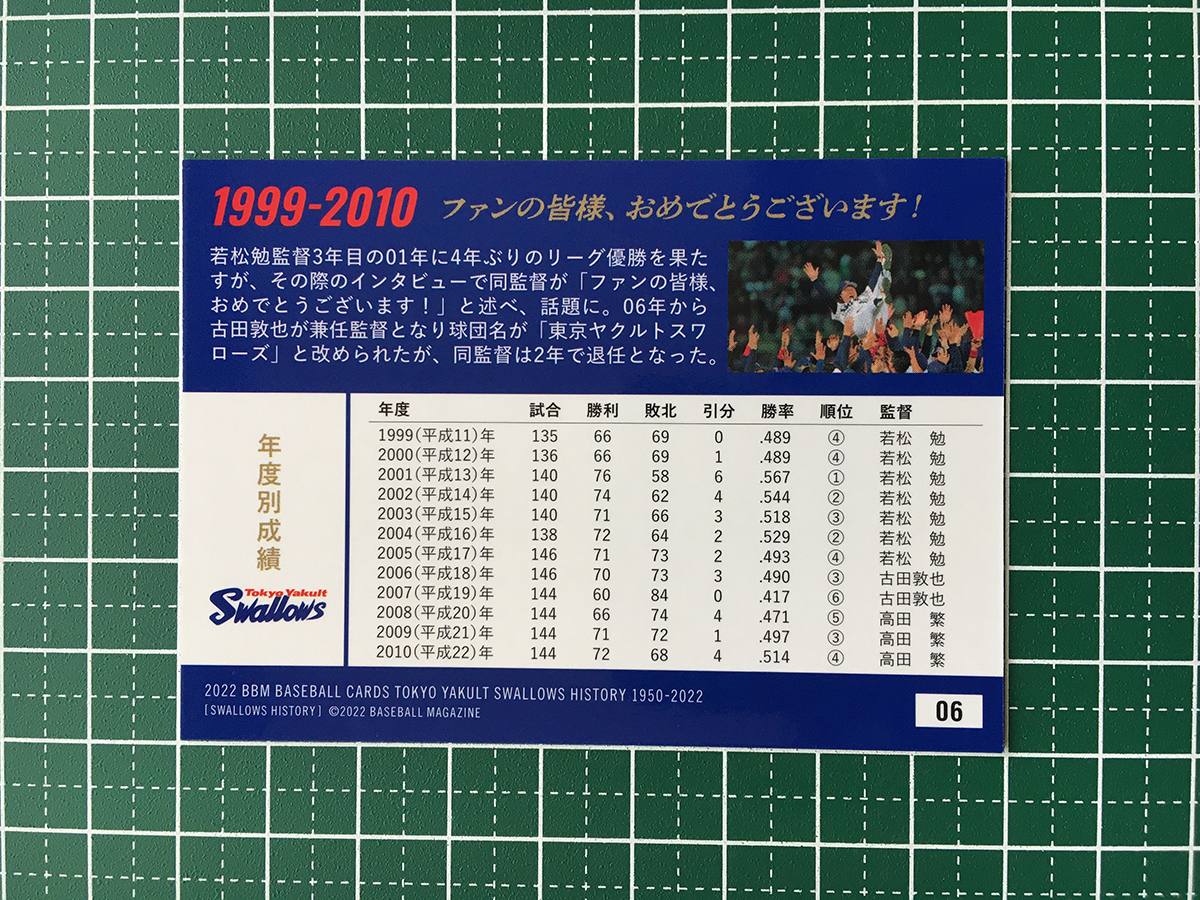 1999-2010 ファンの皆様、おめでとうございます!
若松勉監督3年目の01年に4年ぶりのリーグ優勝を果た
すが、その際のインタビューで同監督が「ファンの皆様、
おめでとうございます!」と述べ、話題に。06年から
古田敦也が兼任監督となり球団名が「東京ヤクルトスワ
ローズ」と改められたが、同監督は2年で退任となった。
年度別成績
Tokyo Yakult
Swallows
年度 試合 勝利 敗北 引分 勝率 順位 監督
1999(平成11)年 135 66 69 0 .489 ④ 若松 勉
2000(平成12)年 136 66 69 1 .489 ④ 若松 勉
2001(平成13)年 140 76 58 6 .567 ① 若松 勉
2002(平成14)年 140 74 62 4 .544 ② 若松 勉
2003(平成15)年 140 71 66 3 .518 ③ 若松 勉
2004(平成16)年 138 72 64 2 .529 ② 若松 勉
2005(平成17)年 146 71 73 2 .493 ④ 若松 勉
2006(平成18)年 146 70 73 3 .490 ③ 古田敦也
2007(平成19)年 144 60 84 0 .417 ⑥ 古田敦也
2008(平成20)年 144 66 74 4 .471 ⑤ 高田 繁
2009(平成21)年 144 71 72 1 .497 ③ 高田 繁
2010(平成22)年 144 72 68 4 .514 ④ 高田 繁
2022 BBM BASEBALL CARDS TOKYO YAKULT SWALLOWS HISTORY 1950-2022
[SWALLOWS HISTORY] ©2022 BASEBALL MAGAZINE
06